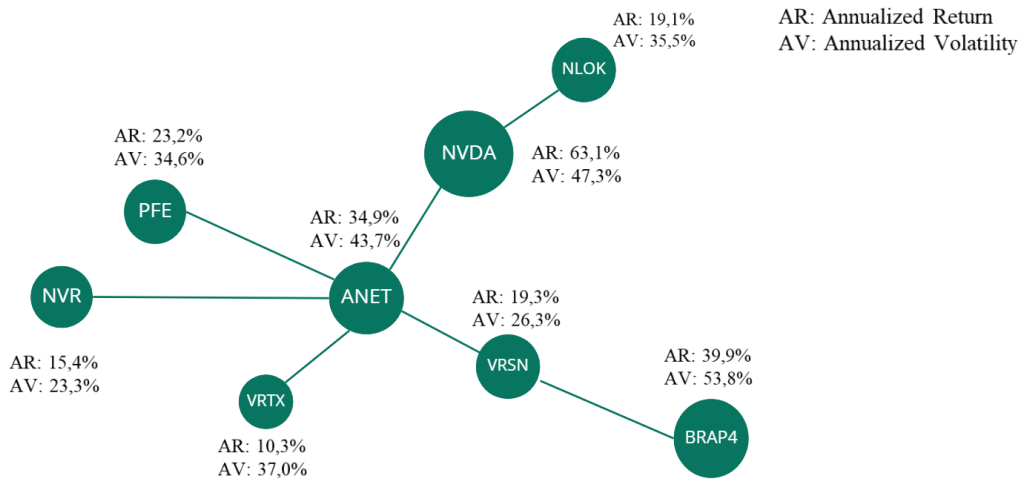 AR: Annualized Return
AV: Annualized Volatility
AR: 19,1%
AV: 35,5%
NLOK
NVDA
AR: 63,1%
AV: 47,3%
AR: 23,2%
AV: 34,6%
PFE
AR: 34,9%
AV: 43,7%
ANET
NVR
AR: 15,4%
AV: 23,3%
AR: 19,3%
AV: 26,3%
VRSN
VRTX
AR: 10,3%
AV: 37,0%
AR: 39,9%
AV: 53,8%
BRAP4